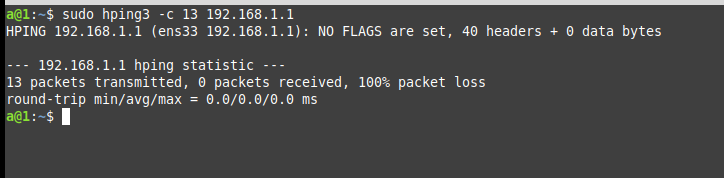 a@1:~$ sudo hping3 -c 13 192.168.1.1
HPING 192.168.1.1 (ens33 192.168.1.1): NO FLAGS are set, 40 headers + 0 data bytes
--- 192.168.1.1 hping statistic ---
13 packets transmitted, 0 packets received, 100% packet loss
round-trip min/avg/max = 0.0/0.0/0.0 ms
a@1:~$